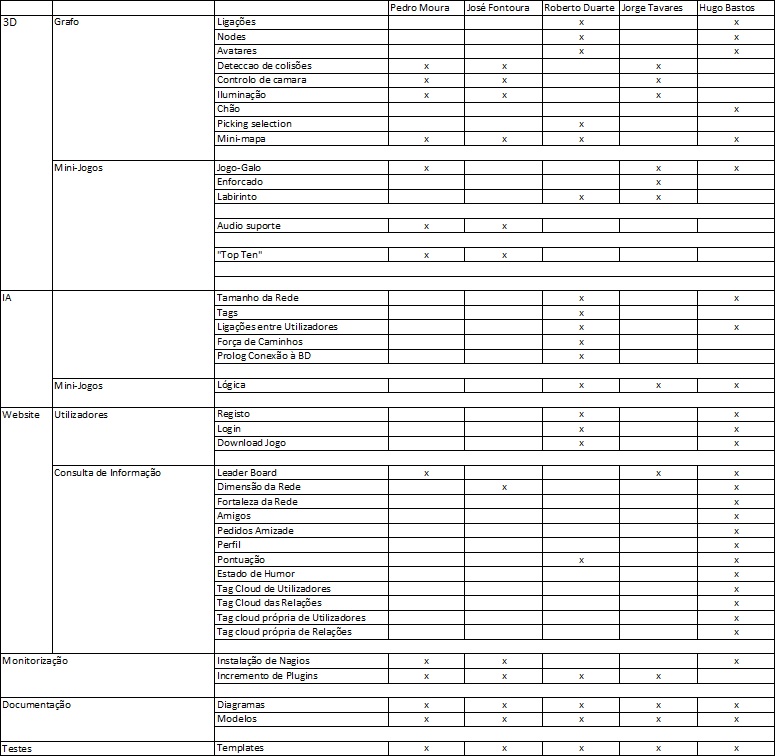 Pedro Moura José Fontoura Roberto Duarte Jorge Tavares Hugo Bastos
3D Grafo Ligações x x
Nodes x x
Avatares x x
Deteccao de colisões x x x
Controlo de camara x x x
Iluminação x x x
Chão x
Picking selection x
Mini-mapa x x x x
Mini-Jogos Jogo-Galo x x x
Enforcado x
Labirinto x x
Audio suporte x x
"Top Ten" x x
IA Tamanho da Rede x x
Tags x
Ligações entre Utilizadores x x
Força de Caminhos x
Prolog Conexão à BD x
Mini-Jogos Lógica x x x
Website Utilizadores Registo x x
Login x x
Download Jogo x x
Consulta de Informação Leader Board x x x
Dimensão da Rede x x
Fortaleza da Rede x
Amigos x
Pedidos Amizade x
Perfil x
Pontuação x x
Estado de Humor x
Tag Cloud de Utilizadores x
Tag Cloud das Relações x
Tag cloud própria de Utilizadores x
Tag cloud própria de Relações x
Monitorização Instalação de Nagios x x x
Incremento de Plugins x x x x
Documentação Diagramas x x x x x
Modelos x x x x x
Testes Templates x x x x x